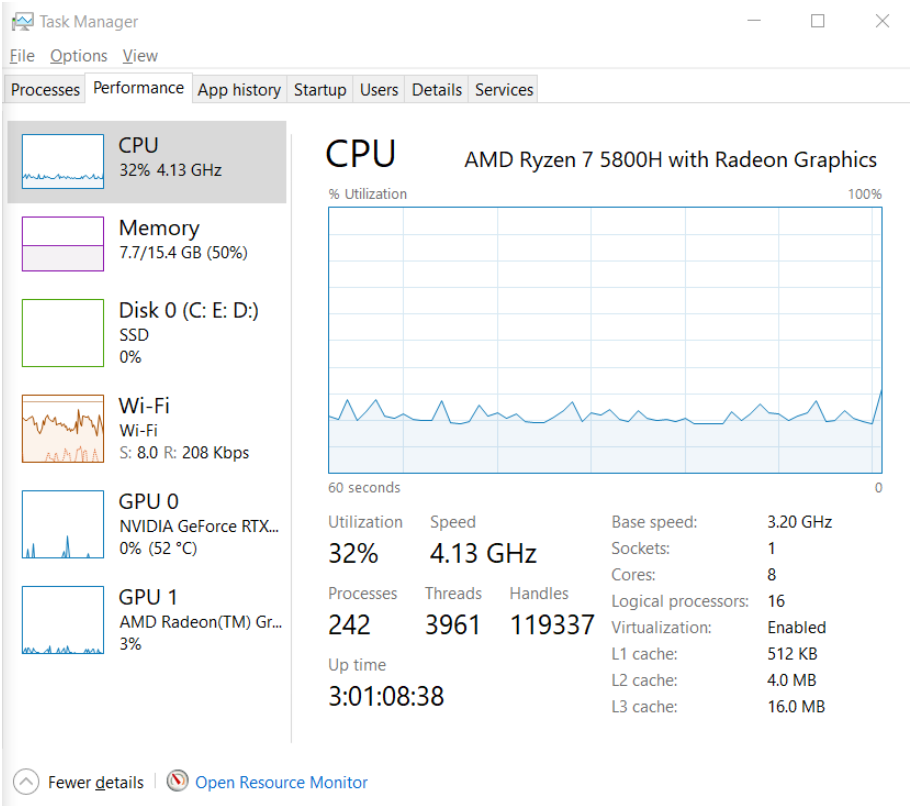 Task Manager
File Options View
Processes Performance App history Startup Users Details Services
CPU
32% 4.13 GHz
Memory
7.7/15.4 GB (50%)
Disk 0 (C: E: D:)
SSD
0%
Wi-Fi
Wi-Fi
S: 8.0 R: 208 Kbps
GPU 0
NVIDIA GeForce RTX...
0% (52 °C)
GPU 1
AMD Radeon(TM) Gr...
3%
CPU AMD Ryzen 7 5800H with Radeon Graphics
% Utilization 100%
60 seconds 0
Utilization Speed
32% 4.13 GHz
Processes Threads Handles
242 3961 119337
Up time
3:01:08:38
Base speed: 3.20 GHz
Sockets: 1
Cores: 8
Logical processors: 16
Virtualization: Enabled
L1 cache: 512 KB
L2 cache: 4.0 MB
L3 cache: 16.0 MB
Fewer details Open Resource Monitor